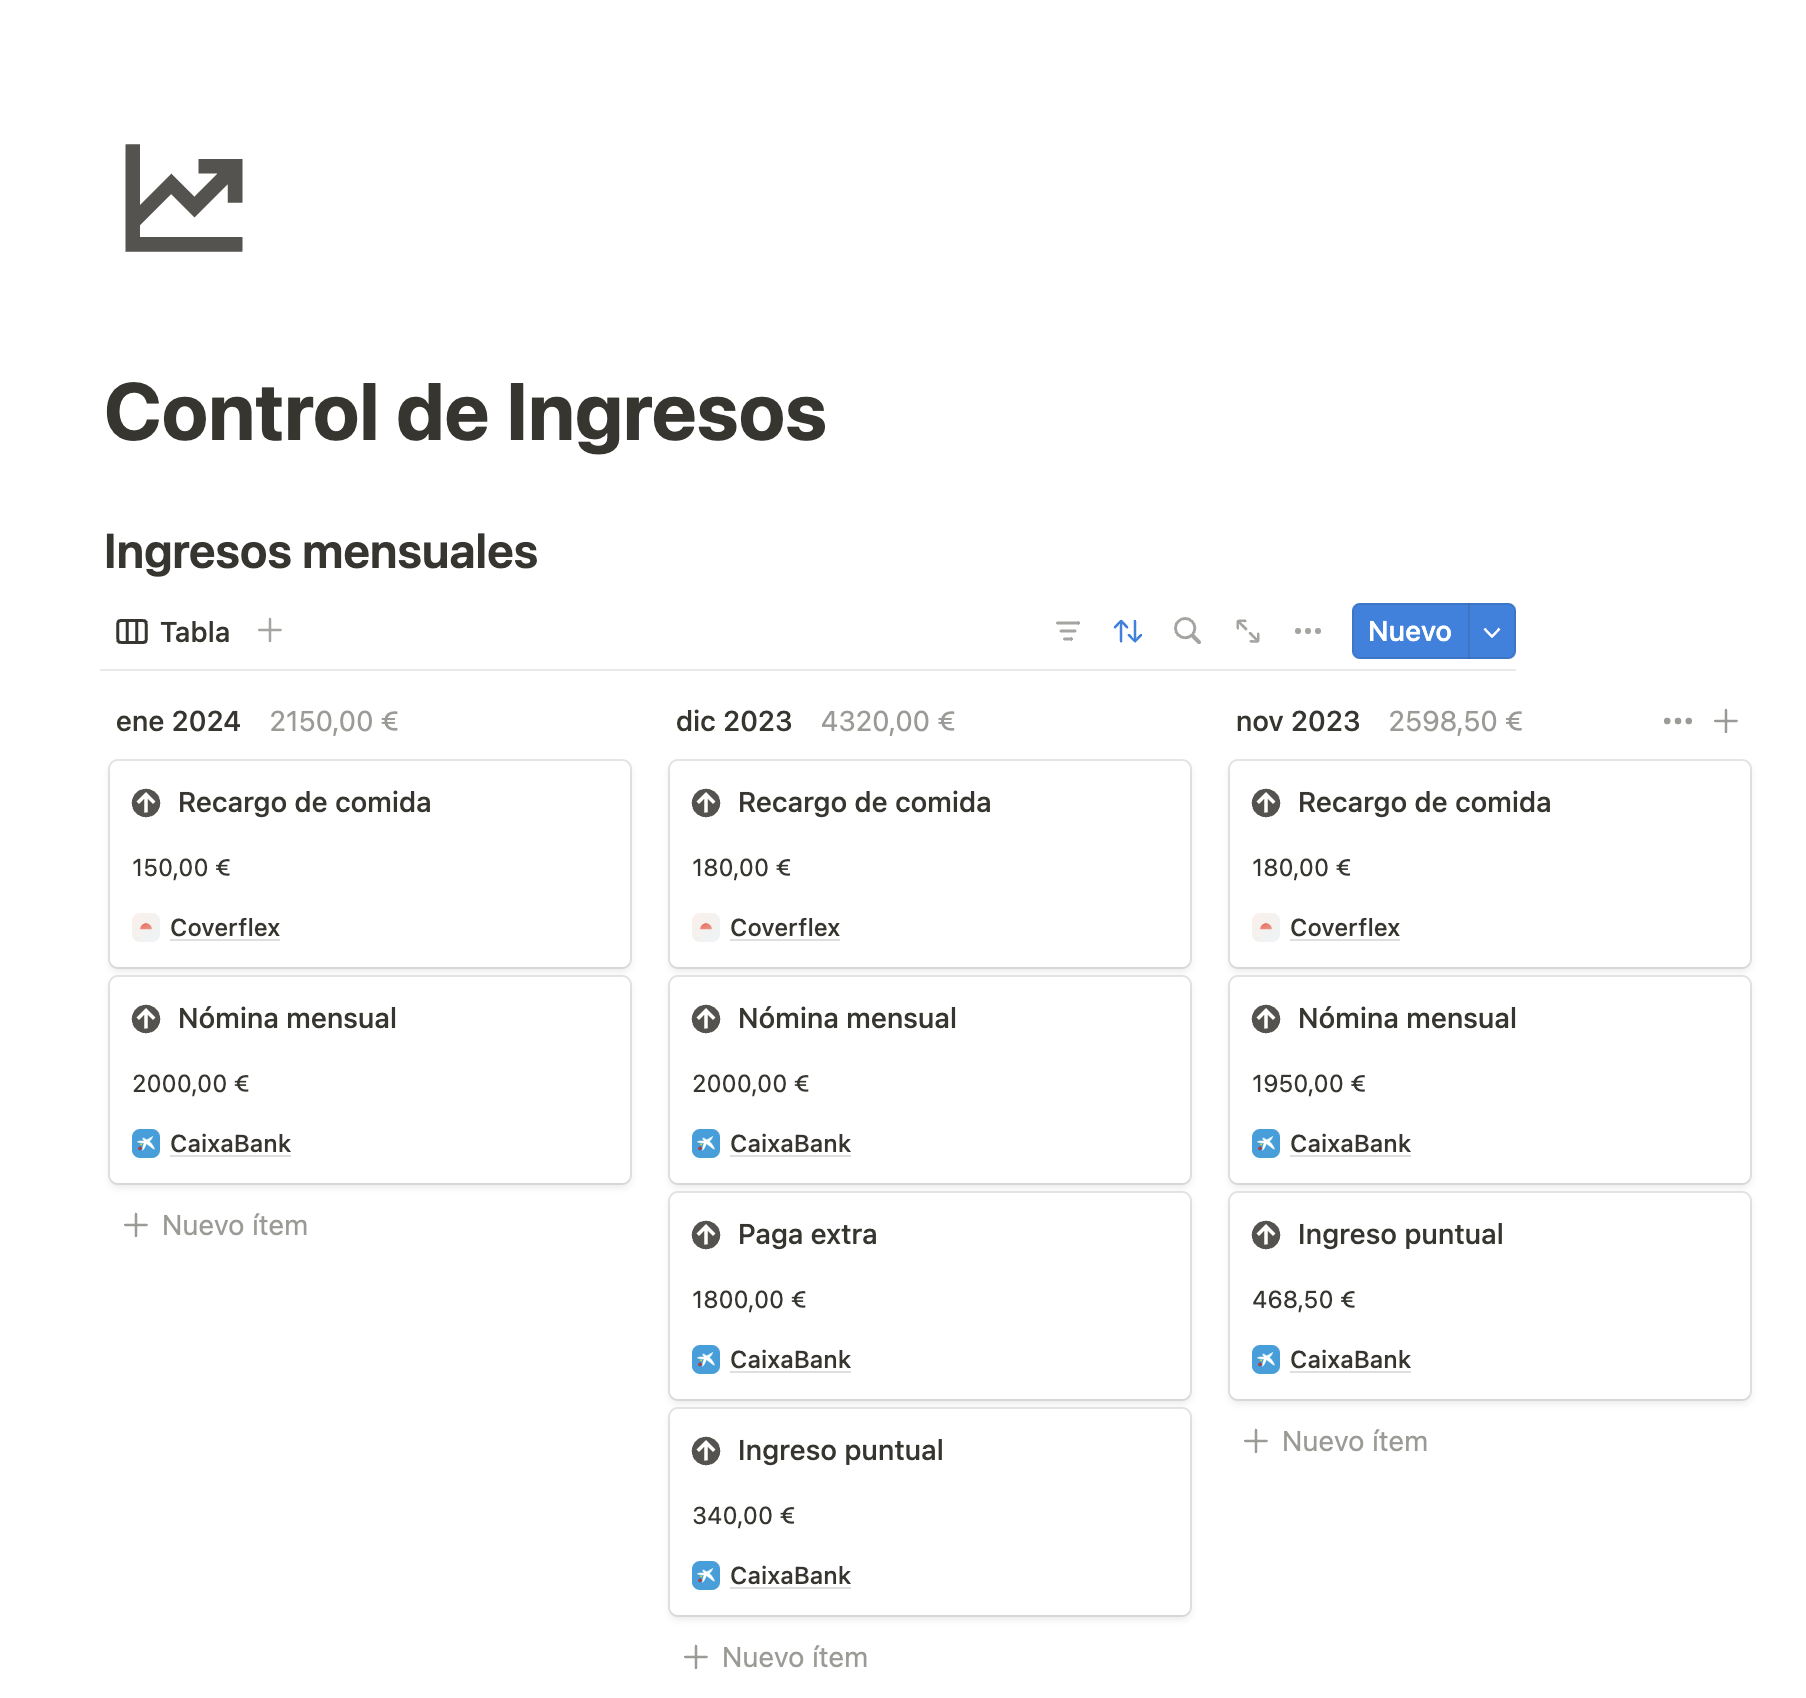 Control de Ingresos
Ingresos mensuales
Tabla
Nuevo
ene 2024 2150,00 €
Recargo de comida
150,00 €
Coverflex
Nómina mensual
2000,00 €
CaixaBank
Nuevo ítem
dic 2023 4320,00 €
Recargo de comida
180,00 €
Coverflex
Nómina mensual
2000,00 €
CaixaBank
Paga extra
1800,00 €
CaixaBank
Ingreso puntual
340,00 €
CaixaBank
Nuevo ítem
nov 2023 2598,50 €
Recargo de comida
180,00 €
Coverflex
Nómina mensual
1950,00 €
CaixaBank
Ingreso puntual
468,50 €
CaixaBank
Nuevo ítem